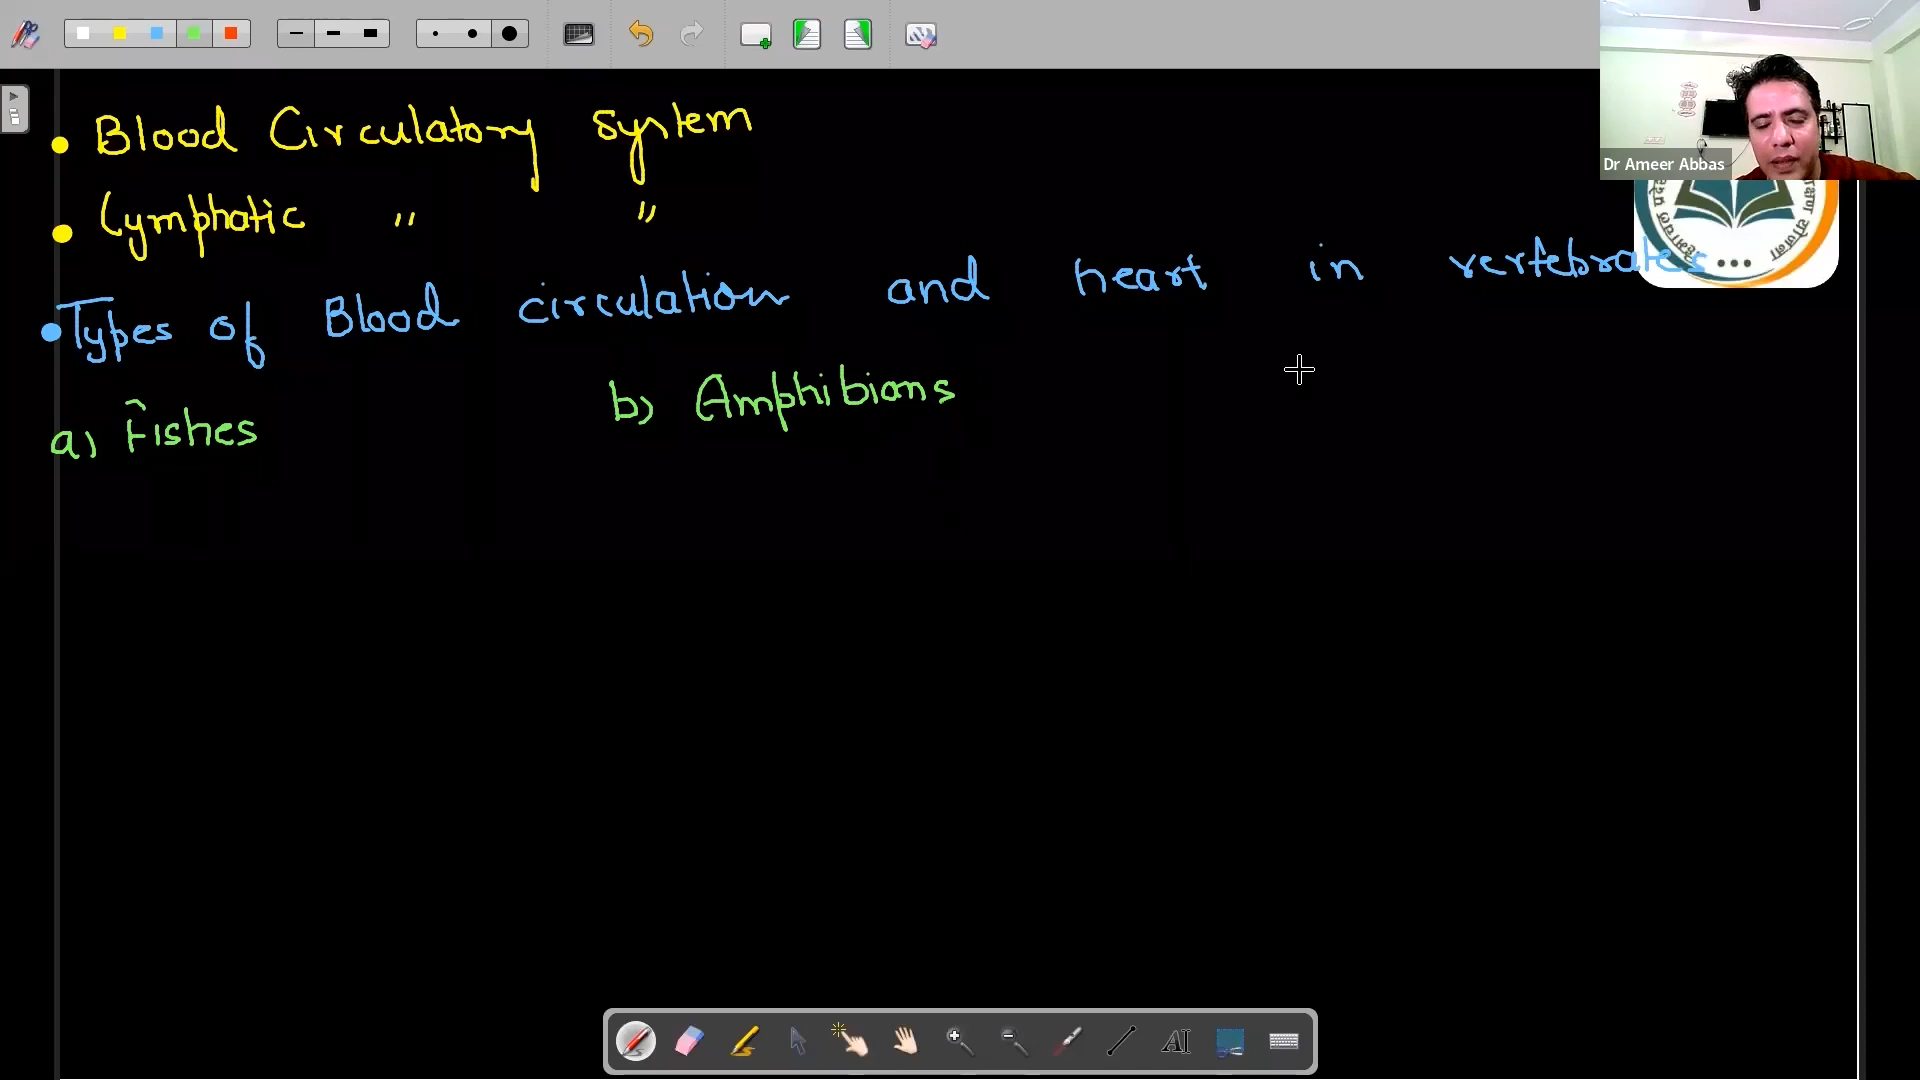 Dr Ameer Abbas
• Blood Circulatory system
• Lymphatic " "
• Types of Blood circulation and heart in vertebrates
a) Fishes b) Amphibians